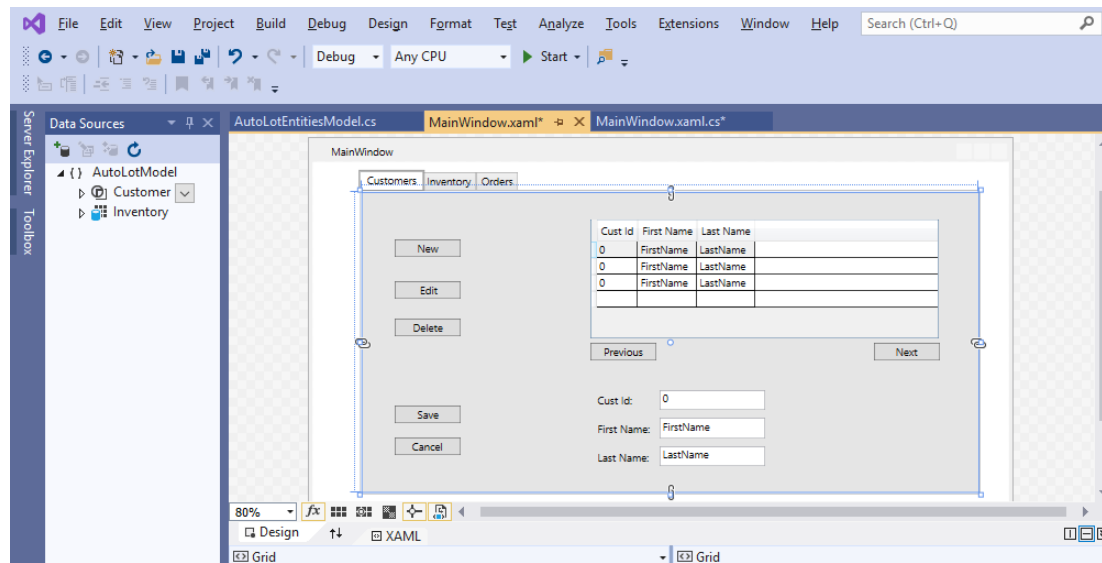 File Edit View Project Build Debug Design Format Test Analyze Tools Extensions Window Help Search (Ctrl+Q)
Debug Any CPU Start
Server Explorer
Toolbox
Data Sources
AutoLotEntitiesModel.cs MainWindow.xaml* MainWindow.xaml.cs*
{ } AutoLotModel
Customer
Inventory
MainWindow
Customers Inventory Orders
New
Edit
Delete
Save
Cancel
Cust Id First Name Last Name
0 FirstName LastName
0 FirstName LastName
0 FirstName LastName
Previous Next
Cust Id: 0
First Name: FirstName
Last Name: LastName
80% fx
Design XAML
Grid Grid